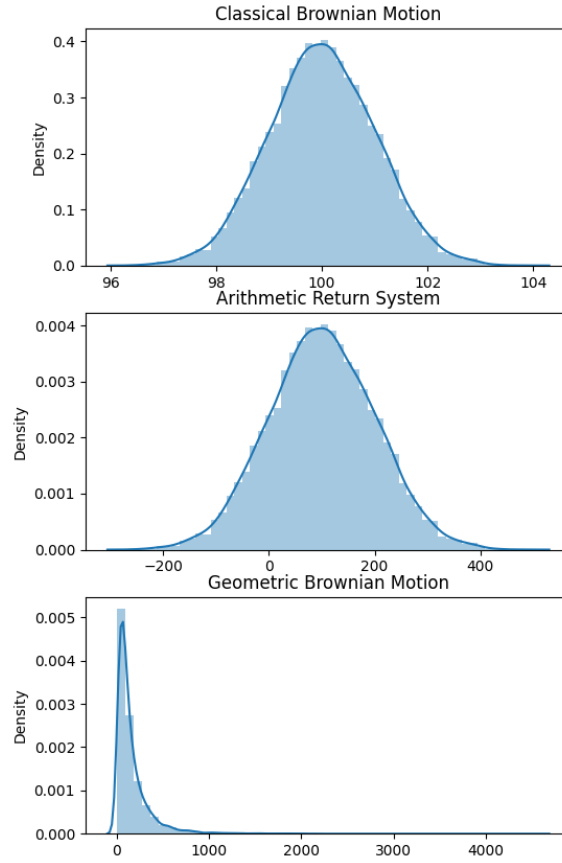 Classical Brownian Motion
0.4
0.3
0.2
0.1
0.0
Density
96 98 100 102 104
Arithmetic Return System
0.004
0.003
0.002
0.001
0.000
Density
−200 0 200 400
Geometric Brownian Motion
0.005
0.004
0.003
0.002
0.001
0.000
Density
0 1000 2000 3000 4000